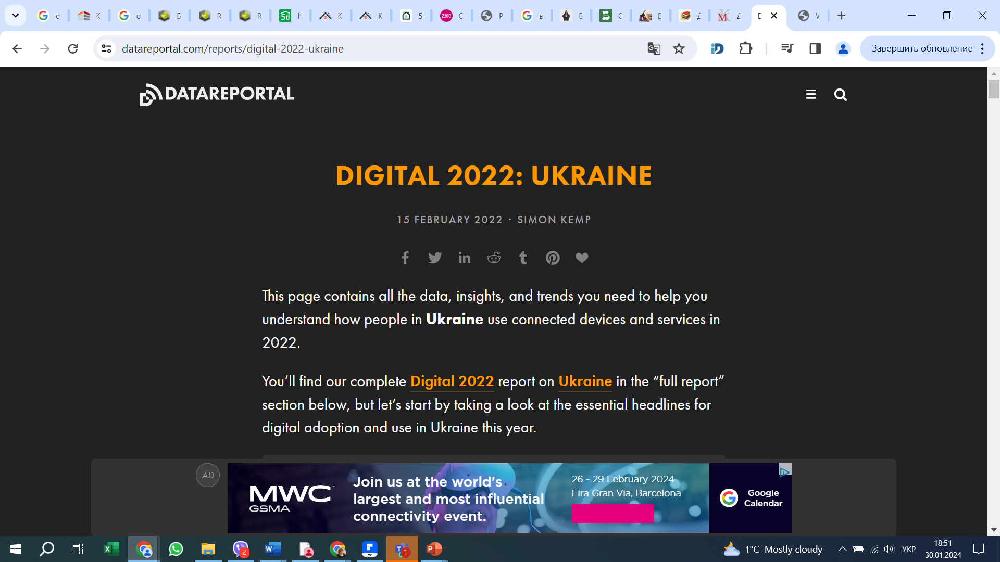 К
Б
R
R
Н
К
К
5
Z500
С
P
в
В
С
В
V
datareportal.com/reports/digital-2022-ukraine
Завершить обновление
DATAREPORTAL
DIGITAL 2022: UKRAINE
15 FEBRUARY 2022 · SIMON KEMP
This page contains all the data, insights, and trends you need to help you
understand how people in Ukraine use connected devices and services in
2022.
You’ll find our complete Digital 2022 report on Ukraine in the “full report”
section below, but let’s start by taking a look at the essential headlines for
digital adoption and use in Ukraine this year.
AD
MWC™
GSMA
Join us at the world's
largest and most influential
connectivity event.
26 - 29 February 2024
Fira Gran Via, Barcelona
Google
Calendar
2
1
1°C Mostly cloudy
УКР
18:51
30.01.2024